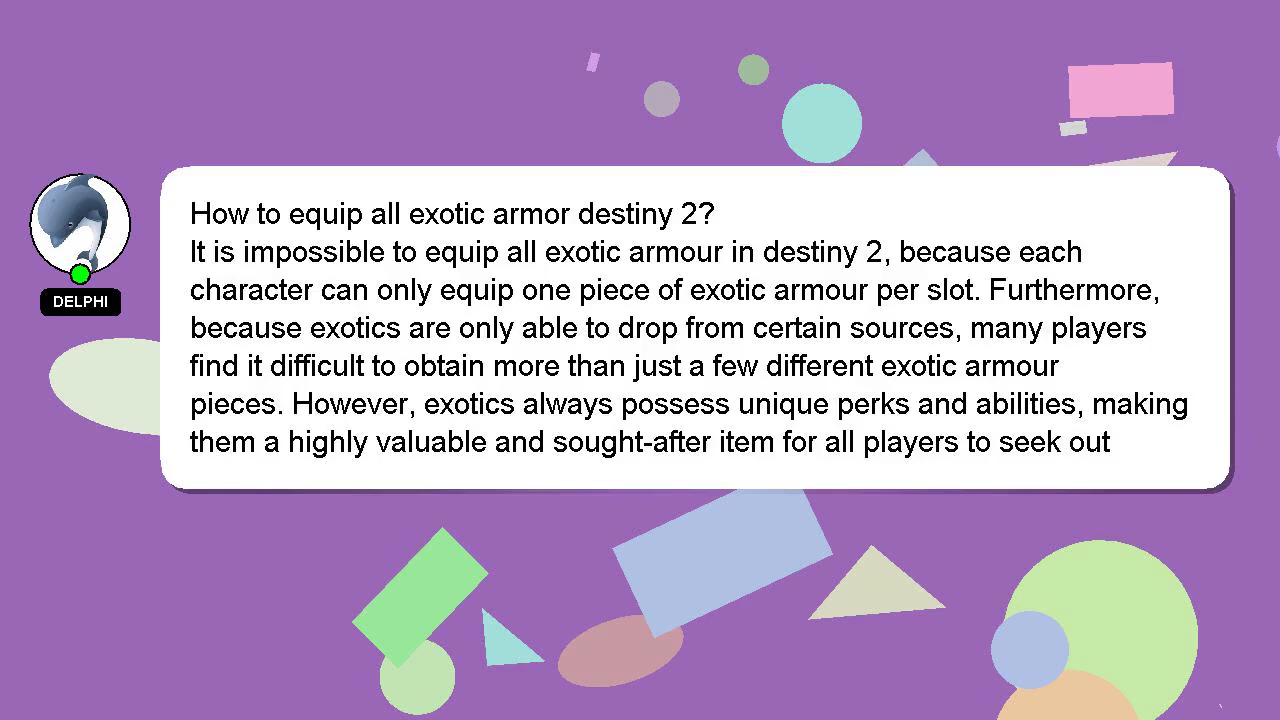 How to equip all exotic armor destiny 2?
It is impossible to equip all exotic armour in destiny 2, because each
character can only equip one piece of exotic armour per slot. Furthermore,
because exotics are only able to drop from certain sources, many players
find it difficult to obtain more than just a few different exotic armour
pieces. However, exotics always possess unique perks and abilities, making
them a highly valuable and sought-after item for all players to seek out
DELPHI